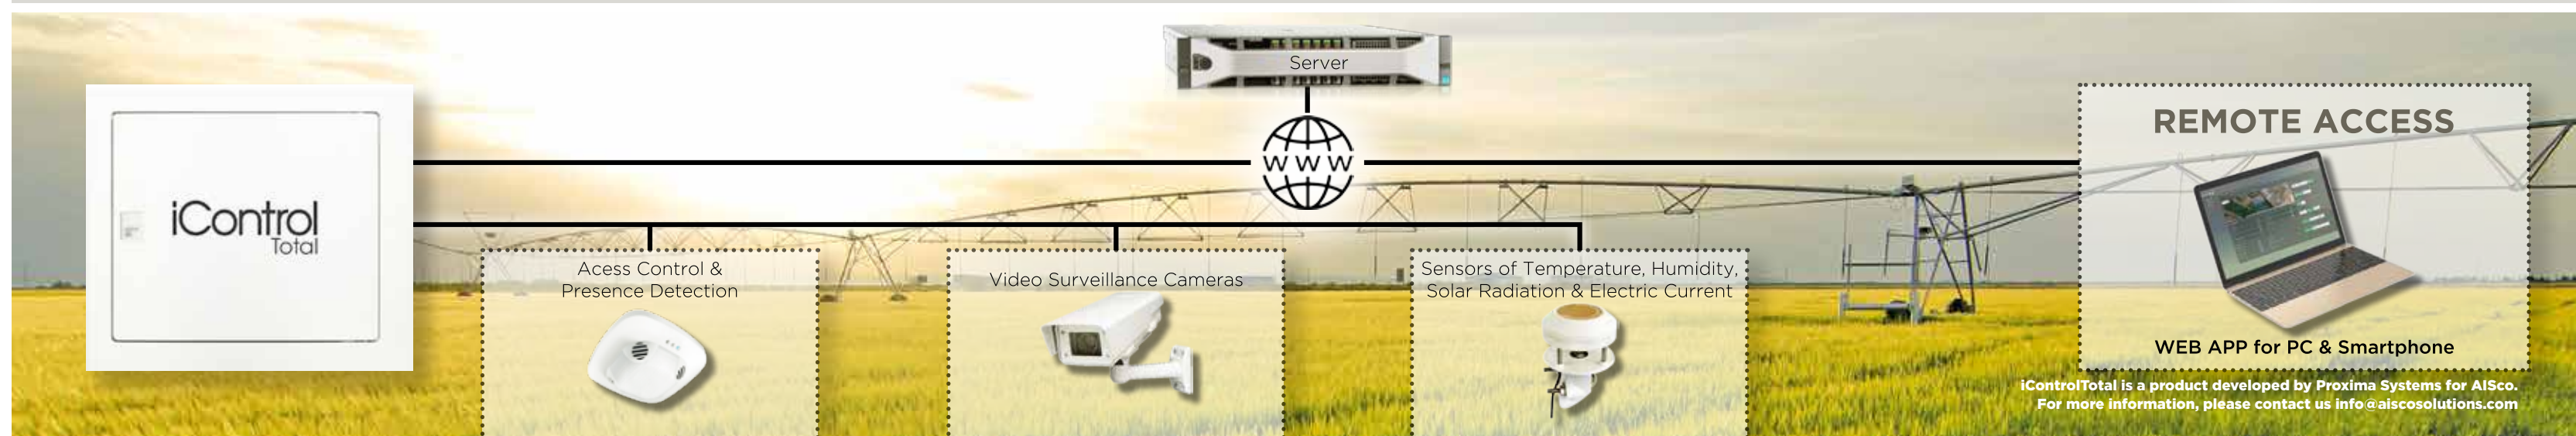 Server
WWW
iControl
Total
Acess Control &
Presence Detection
Video Surveillance Cameras
Sensors of Temperature, Humidity,
Solar Radiation & Electric Current
REMOTE ACCESS
WEB APP for PC & Smartphone
iControlTotal is a product developed by Proxima Systems for AISco.
For more information, please contact us info@aiscosolutions.com